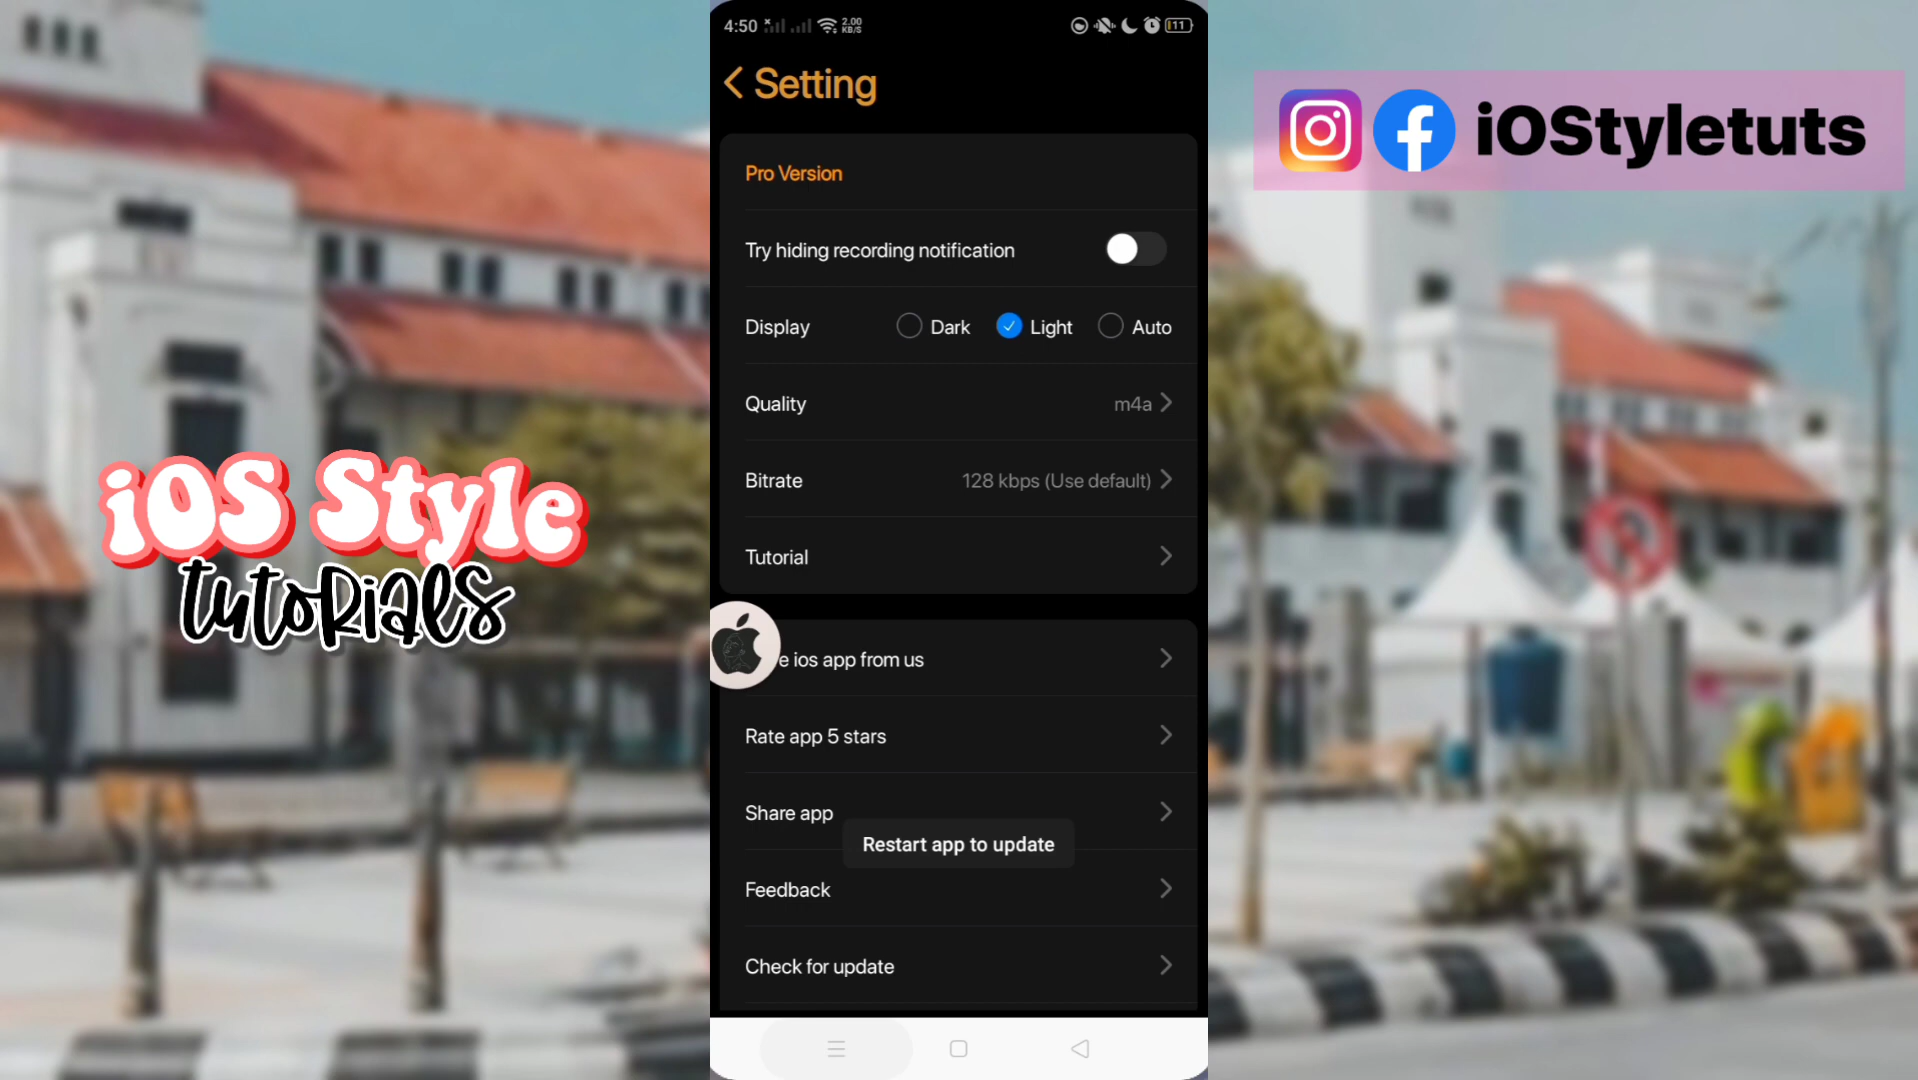 4:50
2.00
KB/S
11
Setting
Pro Version
Try hiding recording notification
Display
Dark
Light
Auto
Quality
m4a
Bitrate
128 kbps (Use default)
Tutorial
e ios app from us
Rate app 5 stars
Share app
Restart app to update
Feedback
Check for update
iOS Style
tutorials
iOStyletuts